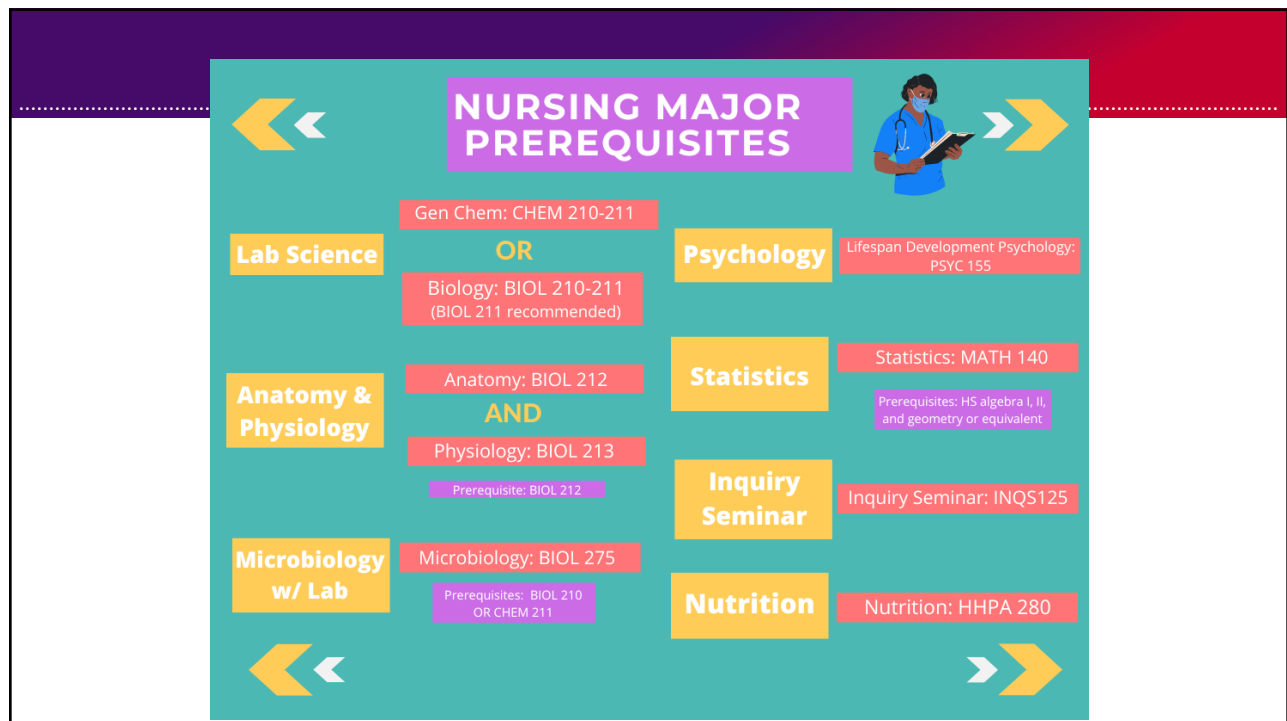 NURSING MAJOR
PREREQUISITES
Lab Science
Gen Chem: CHEM 210-211
OR
Biology: BIOL 210-211
(BIOL 211 recommended)
Anatomy &
Physiology
Anatomy: BIOL 212
AND
Physiology: BIOL 213
Prerequisite: BIOL 212
Microbiology
w/ Lab
Microbiology: BIOL 275
Prerequisites: BIOL 210
OR CHEM 211
Psychology
Lifespan Development Psychology:
PSYC 155
Statistics
Statistics: MATH 140
Prerequisites: HS algebra I, II,
and geometry or equivalent
Inquiry
Seminar
Inquiry Seminar: INQS125
Nutrition
Nutrition: HHPA 280